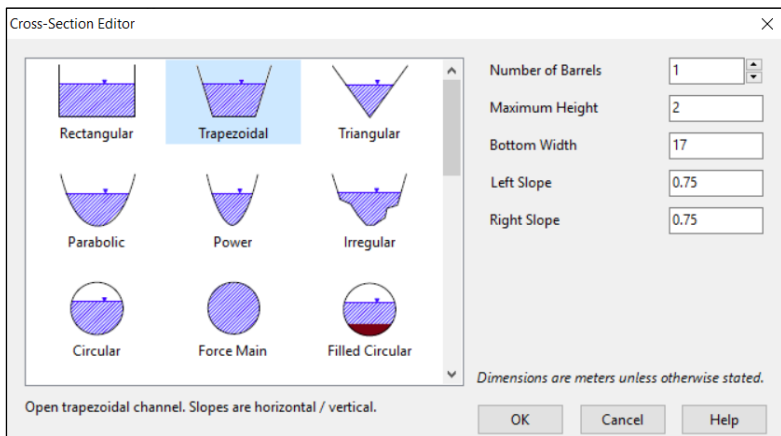 Cross-Section Editor
Rectangular Trapezoidal Triangular
Parabolic Power Irregular
Circular Force Main Filled Circular
Open trapezoidal channel. Slopes are horizontal / vertical.
Number of Barrels 1
Maximum Height 2
Bottom Width 17
Left Slope 0.75
Right Slope 0.75
Dimensions are meters unless otherwise stated.
OK Cancel Help